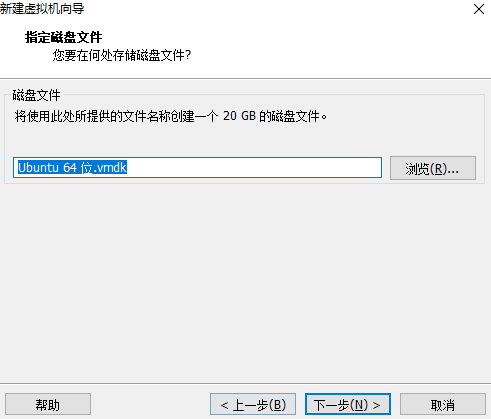 新建虚拟机向导
指定磁盘文件
您要在何处存储磁盘文件?
磁盘文件
将使用此处所提供的文件名称创建一个 20 GB 的磁盘文件。
Ubuntu 64 位.vmdk
浏览(R)...
帮助
< 上一步(B)
下一步(N) >
取消